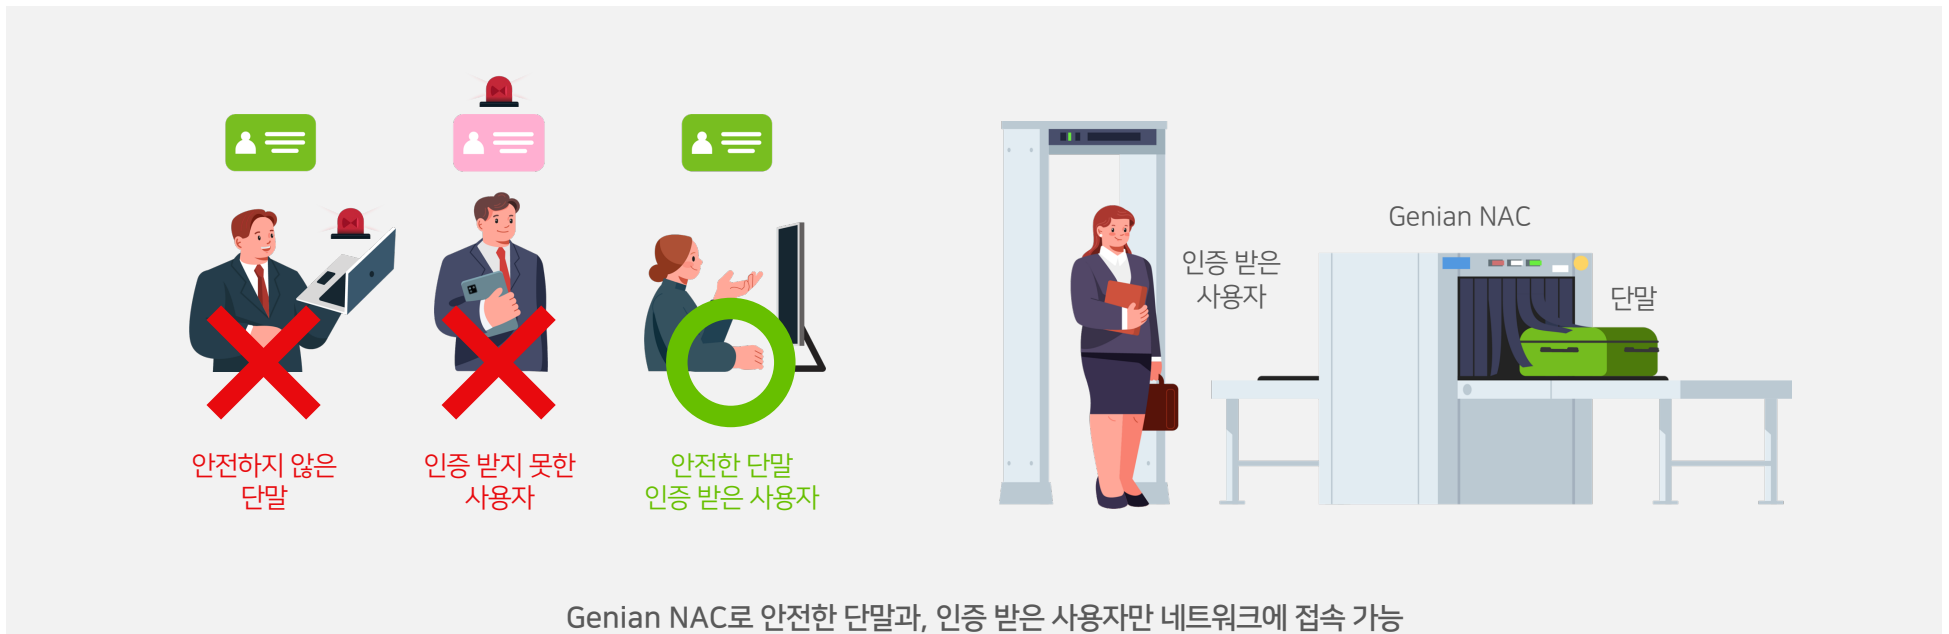 안전하지 않은
단말
인증 받지 못한
사용자
안전한 단말
인증 받은 사용자
인증 받은
사용자
Genian NAC
단말
Genian NAC로 안전한 단말과, 인증 받은 사용자만 네트워크에 접속 가능